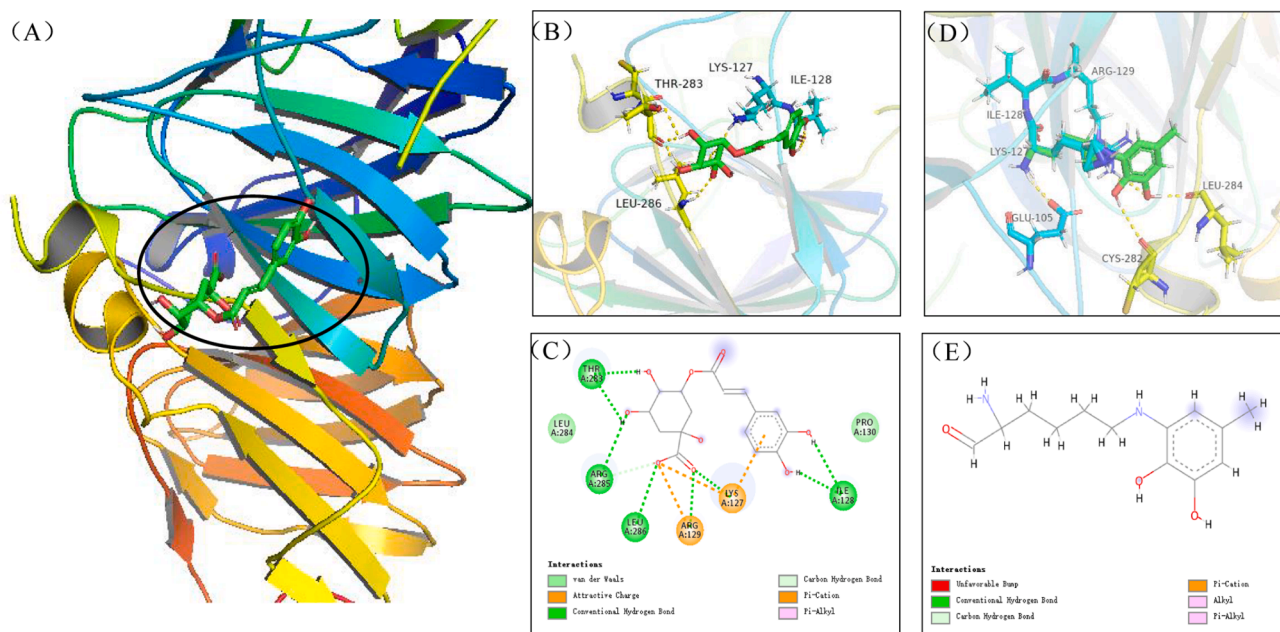 (A)
(B)
THR-283
LYS-127
ILE-128
LEU-286
(C)
THR
A:283
LEU
A:284
ARG
A:285
LEU
A:286
ARG
A:129
LYS
A:127
PRO
A:130
ILE
A:128
O
H
H
O
O
O
O
O
O
O
H
O
H
Interactions
van der Waals
Attractive Charge
Conventional Hydrogen Bond
Carbon Hydrogen Bond
Pi-Cation
Pi-Alkyl
(D)
ARG-129
ILE-128
LYS-127
GLU-105
LEU-284
CYS-282
(E)
H
H
N
H
H
H
H
H
N
H
H
H
H
O
H
H
H
H
H
H
H
H
O
H
O
H
Interactions
Unfavorable Bump
Conventional Hydrogen Bond
Carbon Hydrogen Bond
Pi-Cation
Alkyl
Pi-Alkyl